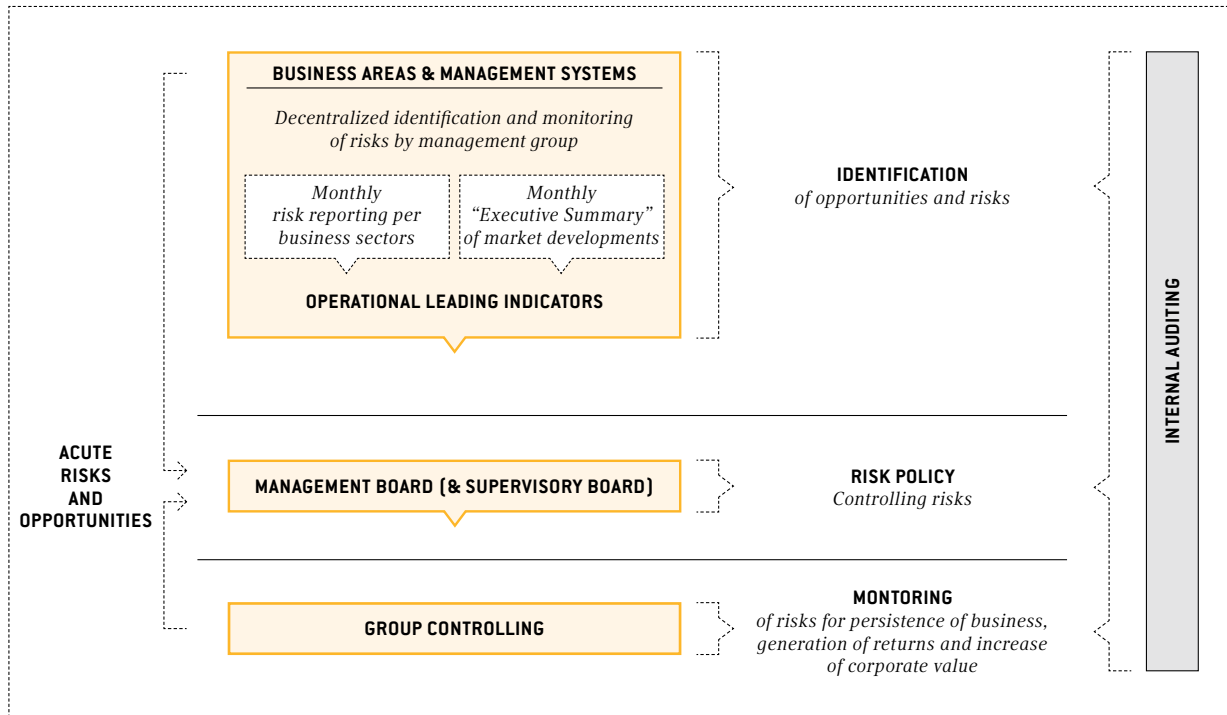 BUSINESS AREAS & MANAGEMENT SYSTEMS
Decentralized identification and monitoring
of risks by management group
Monthly
risk reporting per
business sectors
Monthly
“Executive Summary”
of market developments
OPERATIONAL LEADING INDICATORS
IDENTIFICATION
of opportunities and risks
INTERNAL AUDITING
ACUTE
RISKS
AND
OPPORTUNITIES
MANAGEMENT BOARD (& SUPERVISORY BOARD)
RISK POLICY
Controlling risks
GROUP CONTROLLING
MONTORING
of risks for persistence of business,
generation of returns and increase
of corporate value